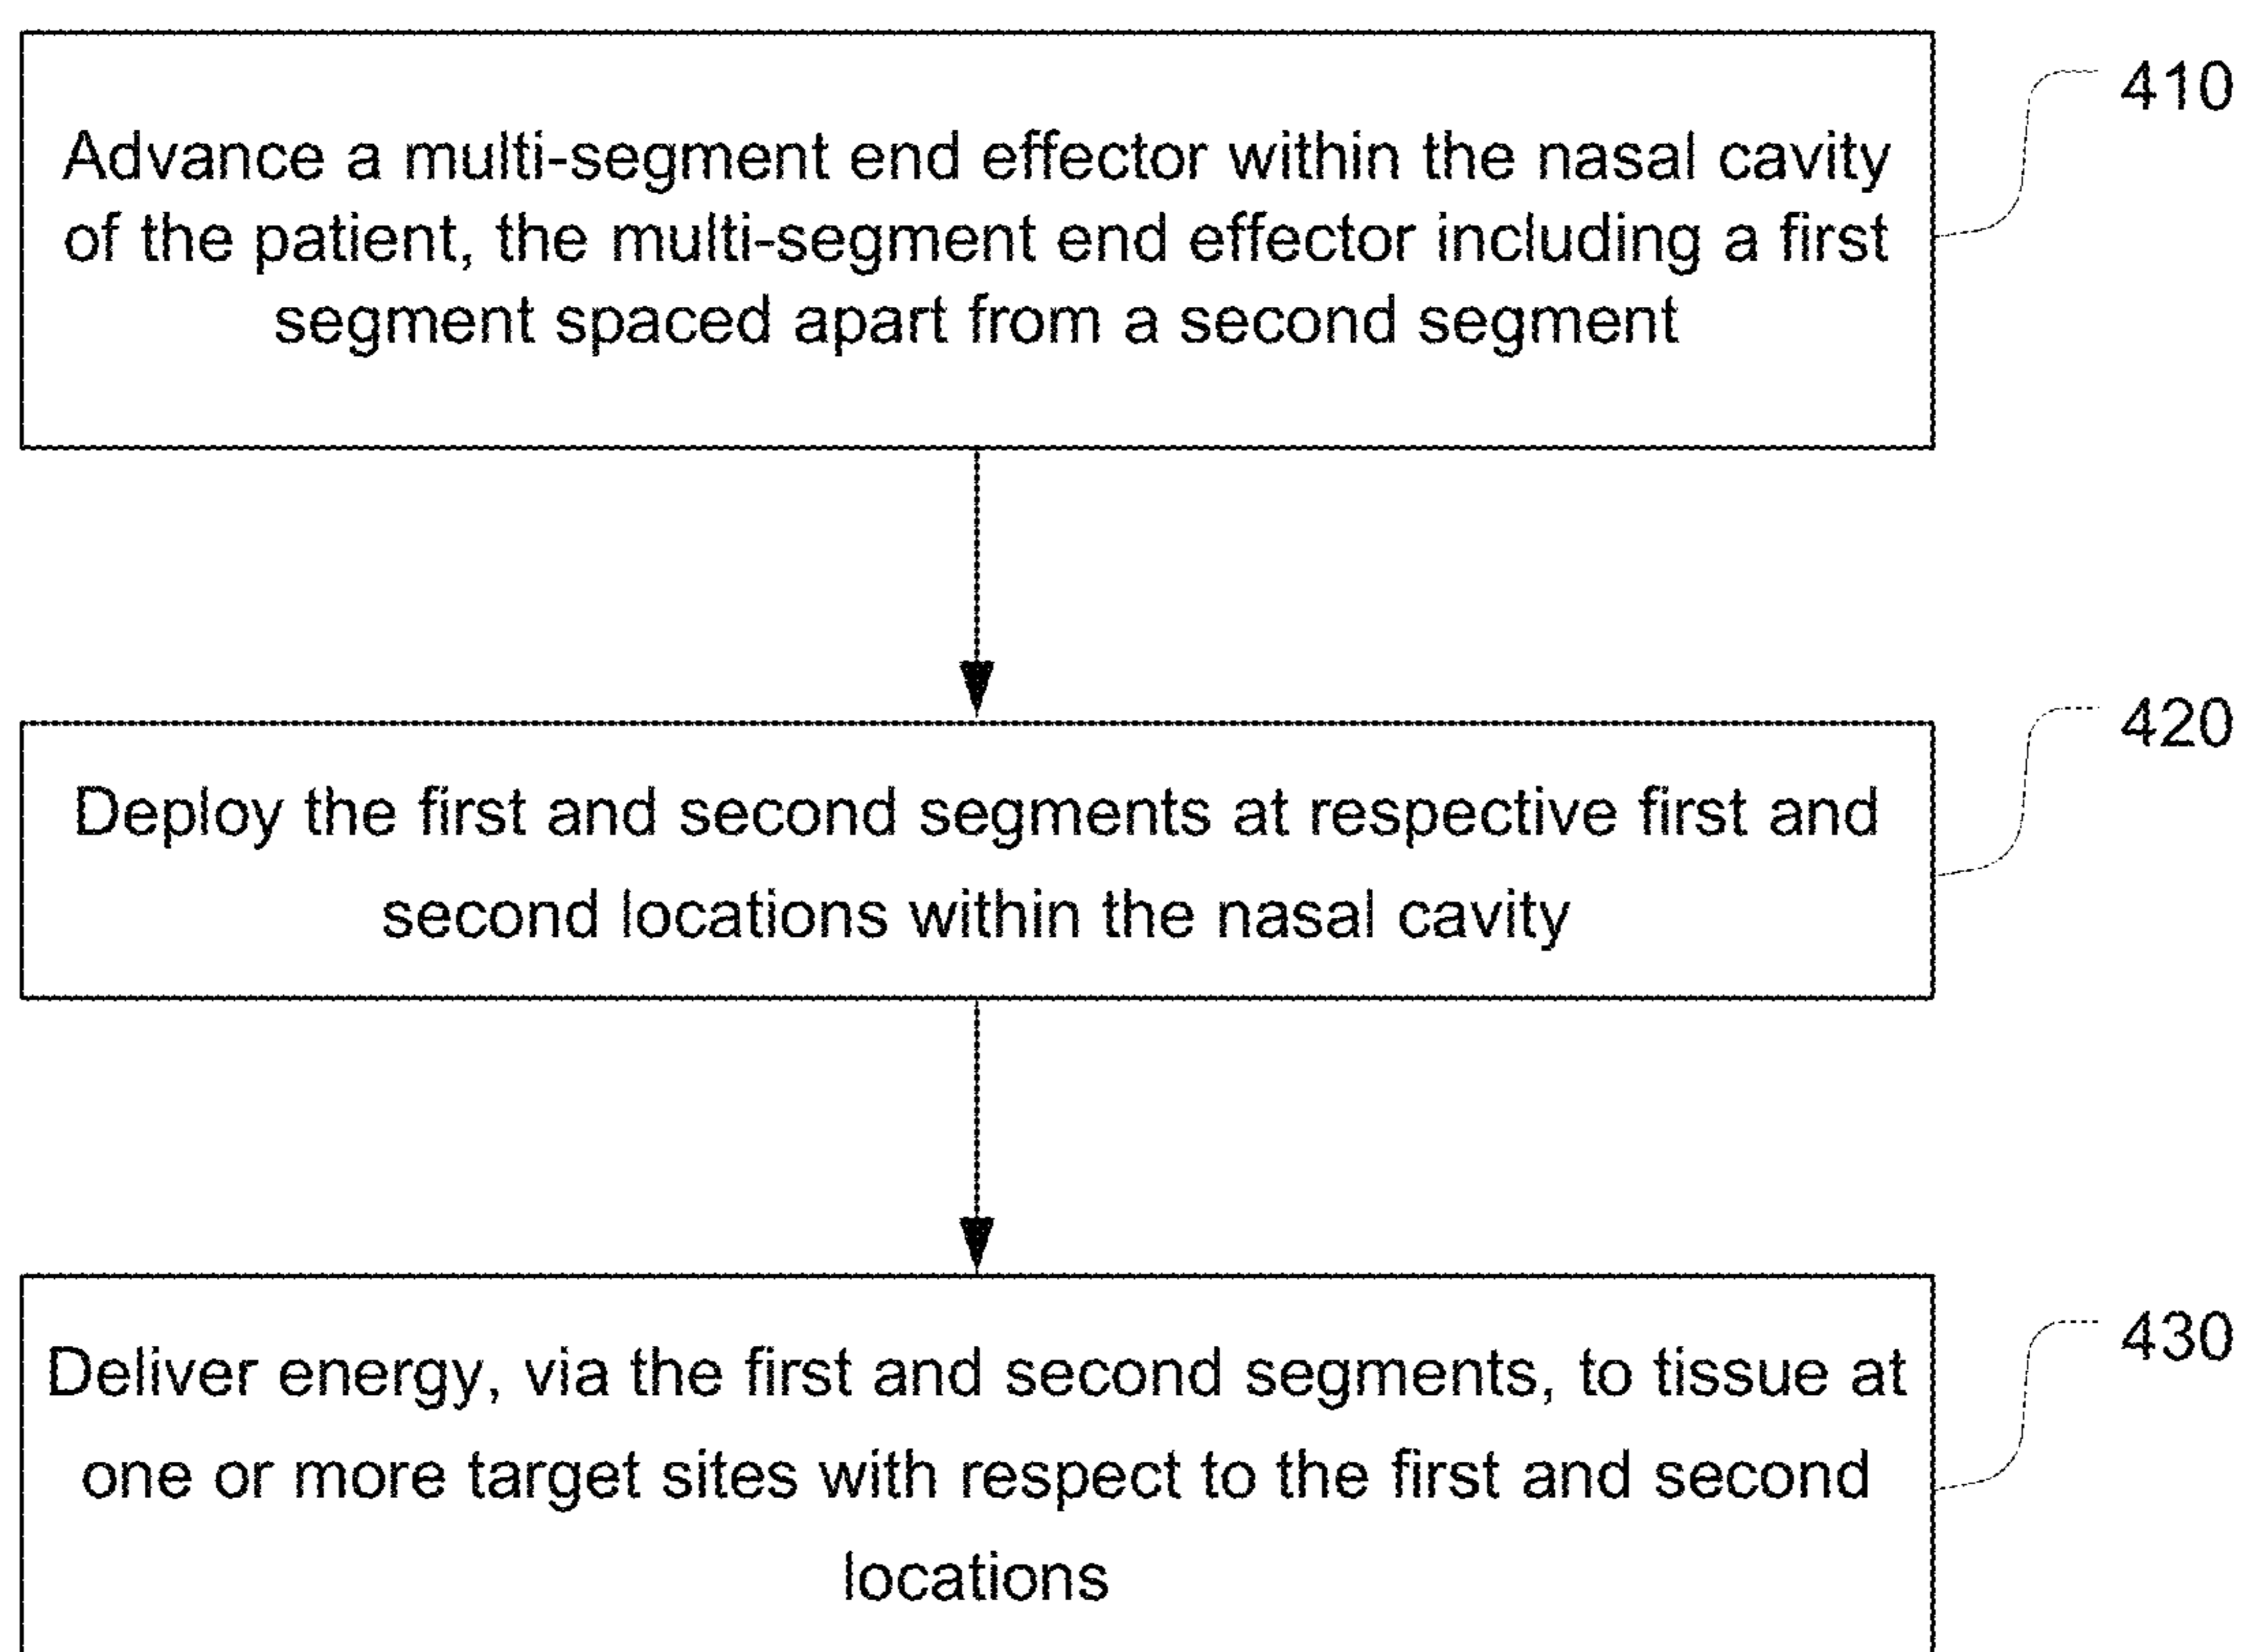 410
Advance a multi-segment end effector within the nasal cavity
of the patient, the multi-segment end effector including a first
segment spaced apart from a second segment
420
Deploy the first and second segments at respective first and
second locations within the nasal cavity
430
Deliver energy, via the first and second segments, to tissue at
one or more target sites with respect to the first and second
locations